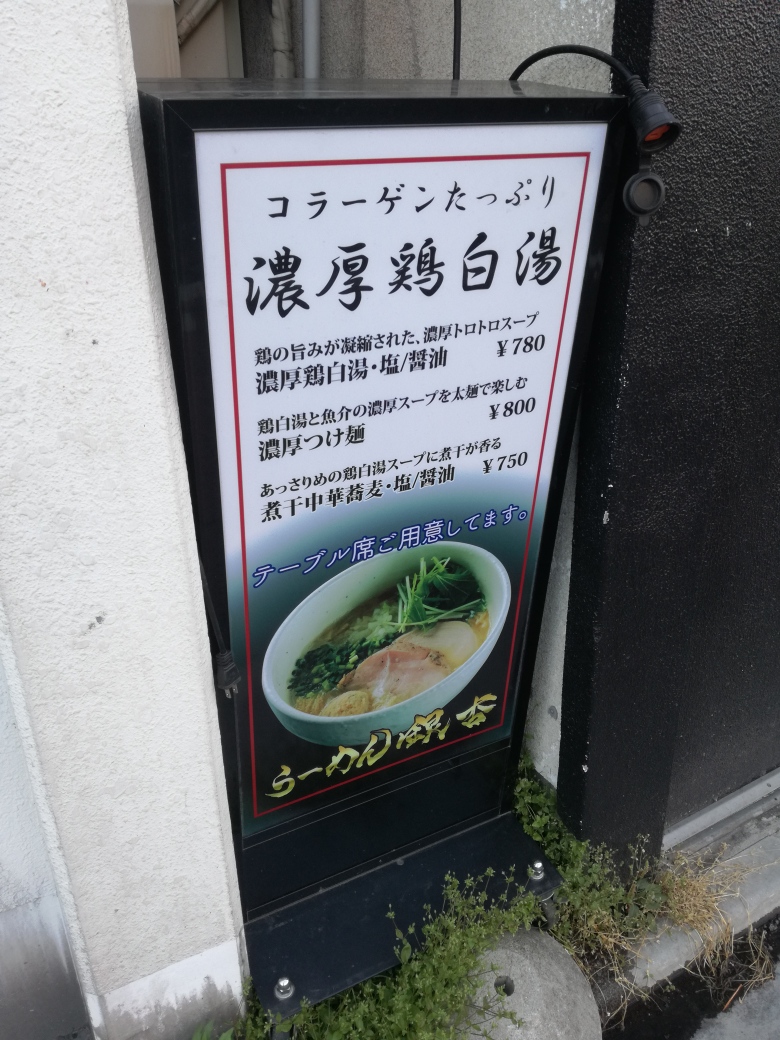 コラーゲンたっぷり
濃厚鶏白湯
鶏の旨みが凝縮された、濃厚トロトロスープ
濃厚鶏白湯・塩/醤油 ¥780
鶏白湯と魚介の濃厚スープを太麺で楽しむ
濃厚つけ麺 ¥800
あっさりめの鶏白湯スープに煮干が香る
煮干中華蕎麦・塩/醤油 ¥750
テーブル席ご用意してます。
らーめん銀杏